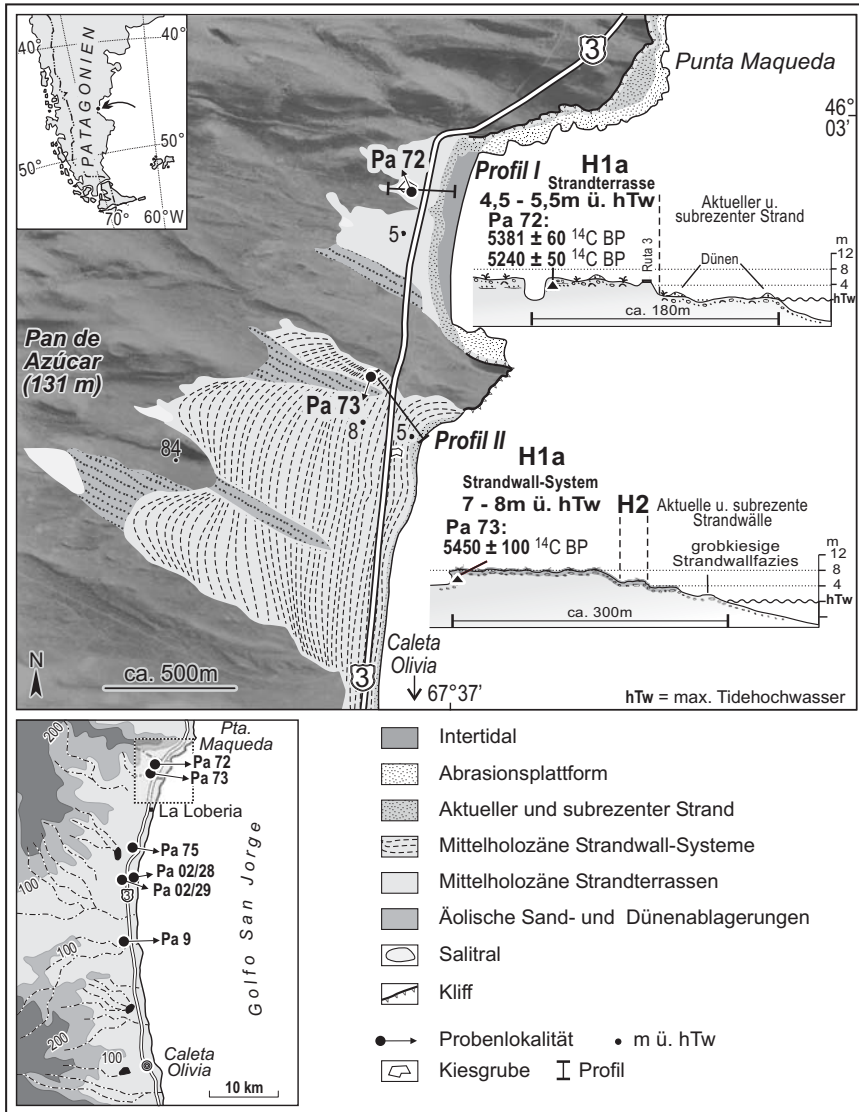 40°
40°
50°
50°
70°
60°W
PATAGONIEN
3
Punta Maqueda
46°
03'
Pa 72
5
Profil I
H1a
Strandterrasse
4,5 - 5,5m ü. hTw
Pa 72:
5381 ± 60 ¹⁴C BP
5240 ± 50 ¹⁴C BP
Aktueller u.
subrezenter Strand
Ruta 3
Dünen
m
12
8
4
hTw
ca. 180m
Pan de
Azúcar
(131 m)
Pa 73
8
5
84
Profil II
H1a
Strandwall-System
7 - 8m ü. hTw
Pa 73:
5450 ± 100 ¹⁴C BP
H2
Aktuelle u. subrezente
Strandwälle
grobkiesige
Strandwallfazies
m
12
8
4
hTw
ca. 300m
N
ca. 500m
3
Caleta
Olivia
67°37'
hTw = max. Tidehochwasser
200
Pta.
Maqueda
Pa 72
Pa 73
La Loberia
Pa 75
Pa 02/28
Pa 02/29
3
100
Pa 9
100
Golfo San Jorge
200
100
Caleta
Olivia
10 km
Intertidal
Abrasionsplattform
Aktueller und subrezenter Strand
Mittelholozäne Strandwall-Systeme
Mittelholozäne Strandterrassen
Äolische Sand- und Dünenablagerungen
Salitral
Kliff
Probenlokalität
m ü. hTw
Kiesgrube
Profil